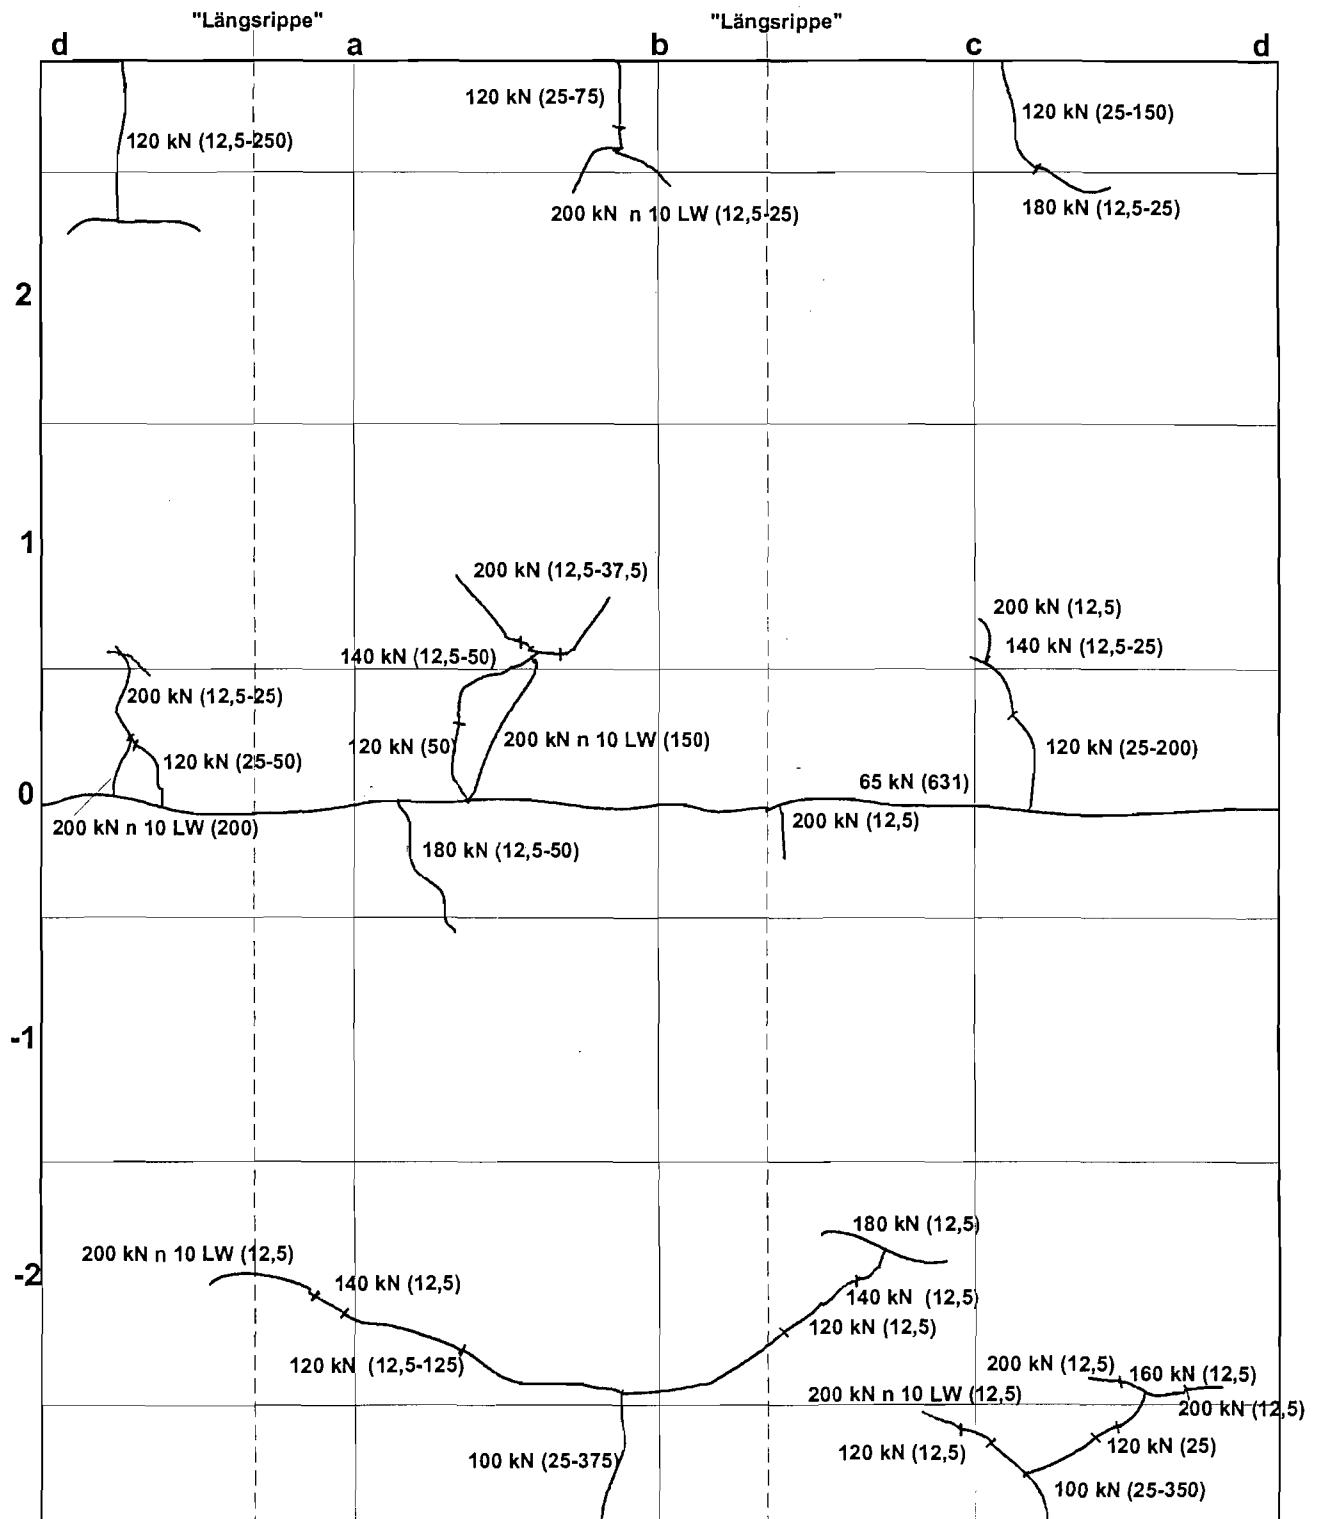 "Längsrippe" "Längsrippe"
d a b c d
120 kN (25-75)
120 kN (25-150)
120 kN (12,5-250)
180 kN (12,5-25)
200 kN n 10 LW (12,5-25)
2
1
200 kN (12,5-37,5)
200 kN (12,5)
140 kN (12,5-25)
140 kN (12,5-50)
200 kN (12,5-25)
120 kN (50)
200 kN n 10 LW (150)
120 kN (25-200)
120 kN (25-50)
65 kN (631)
0
200 kN (12,5)
200 kN n 10 LW (200)
180 kN (12,5-50)
-1
180 kN (12,5)
200 kN n 10 LW (12,5)
-2
140 kN (12,5)
140 kN (12,5)
120 kN (12,5)
120 kN (12,5-125)
200 kN (12,5)
160 kN (12,5)
200 kN n 10 LW (12,5)
200 kN (12,5)
120 kN (25)
120 kN (12,5)
100 kN (25-375)
100 kN (25-350)